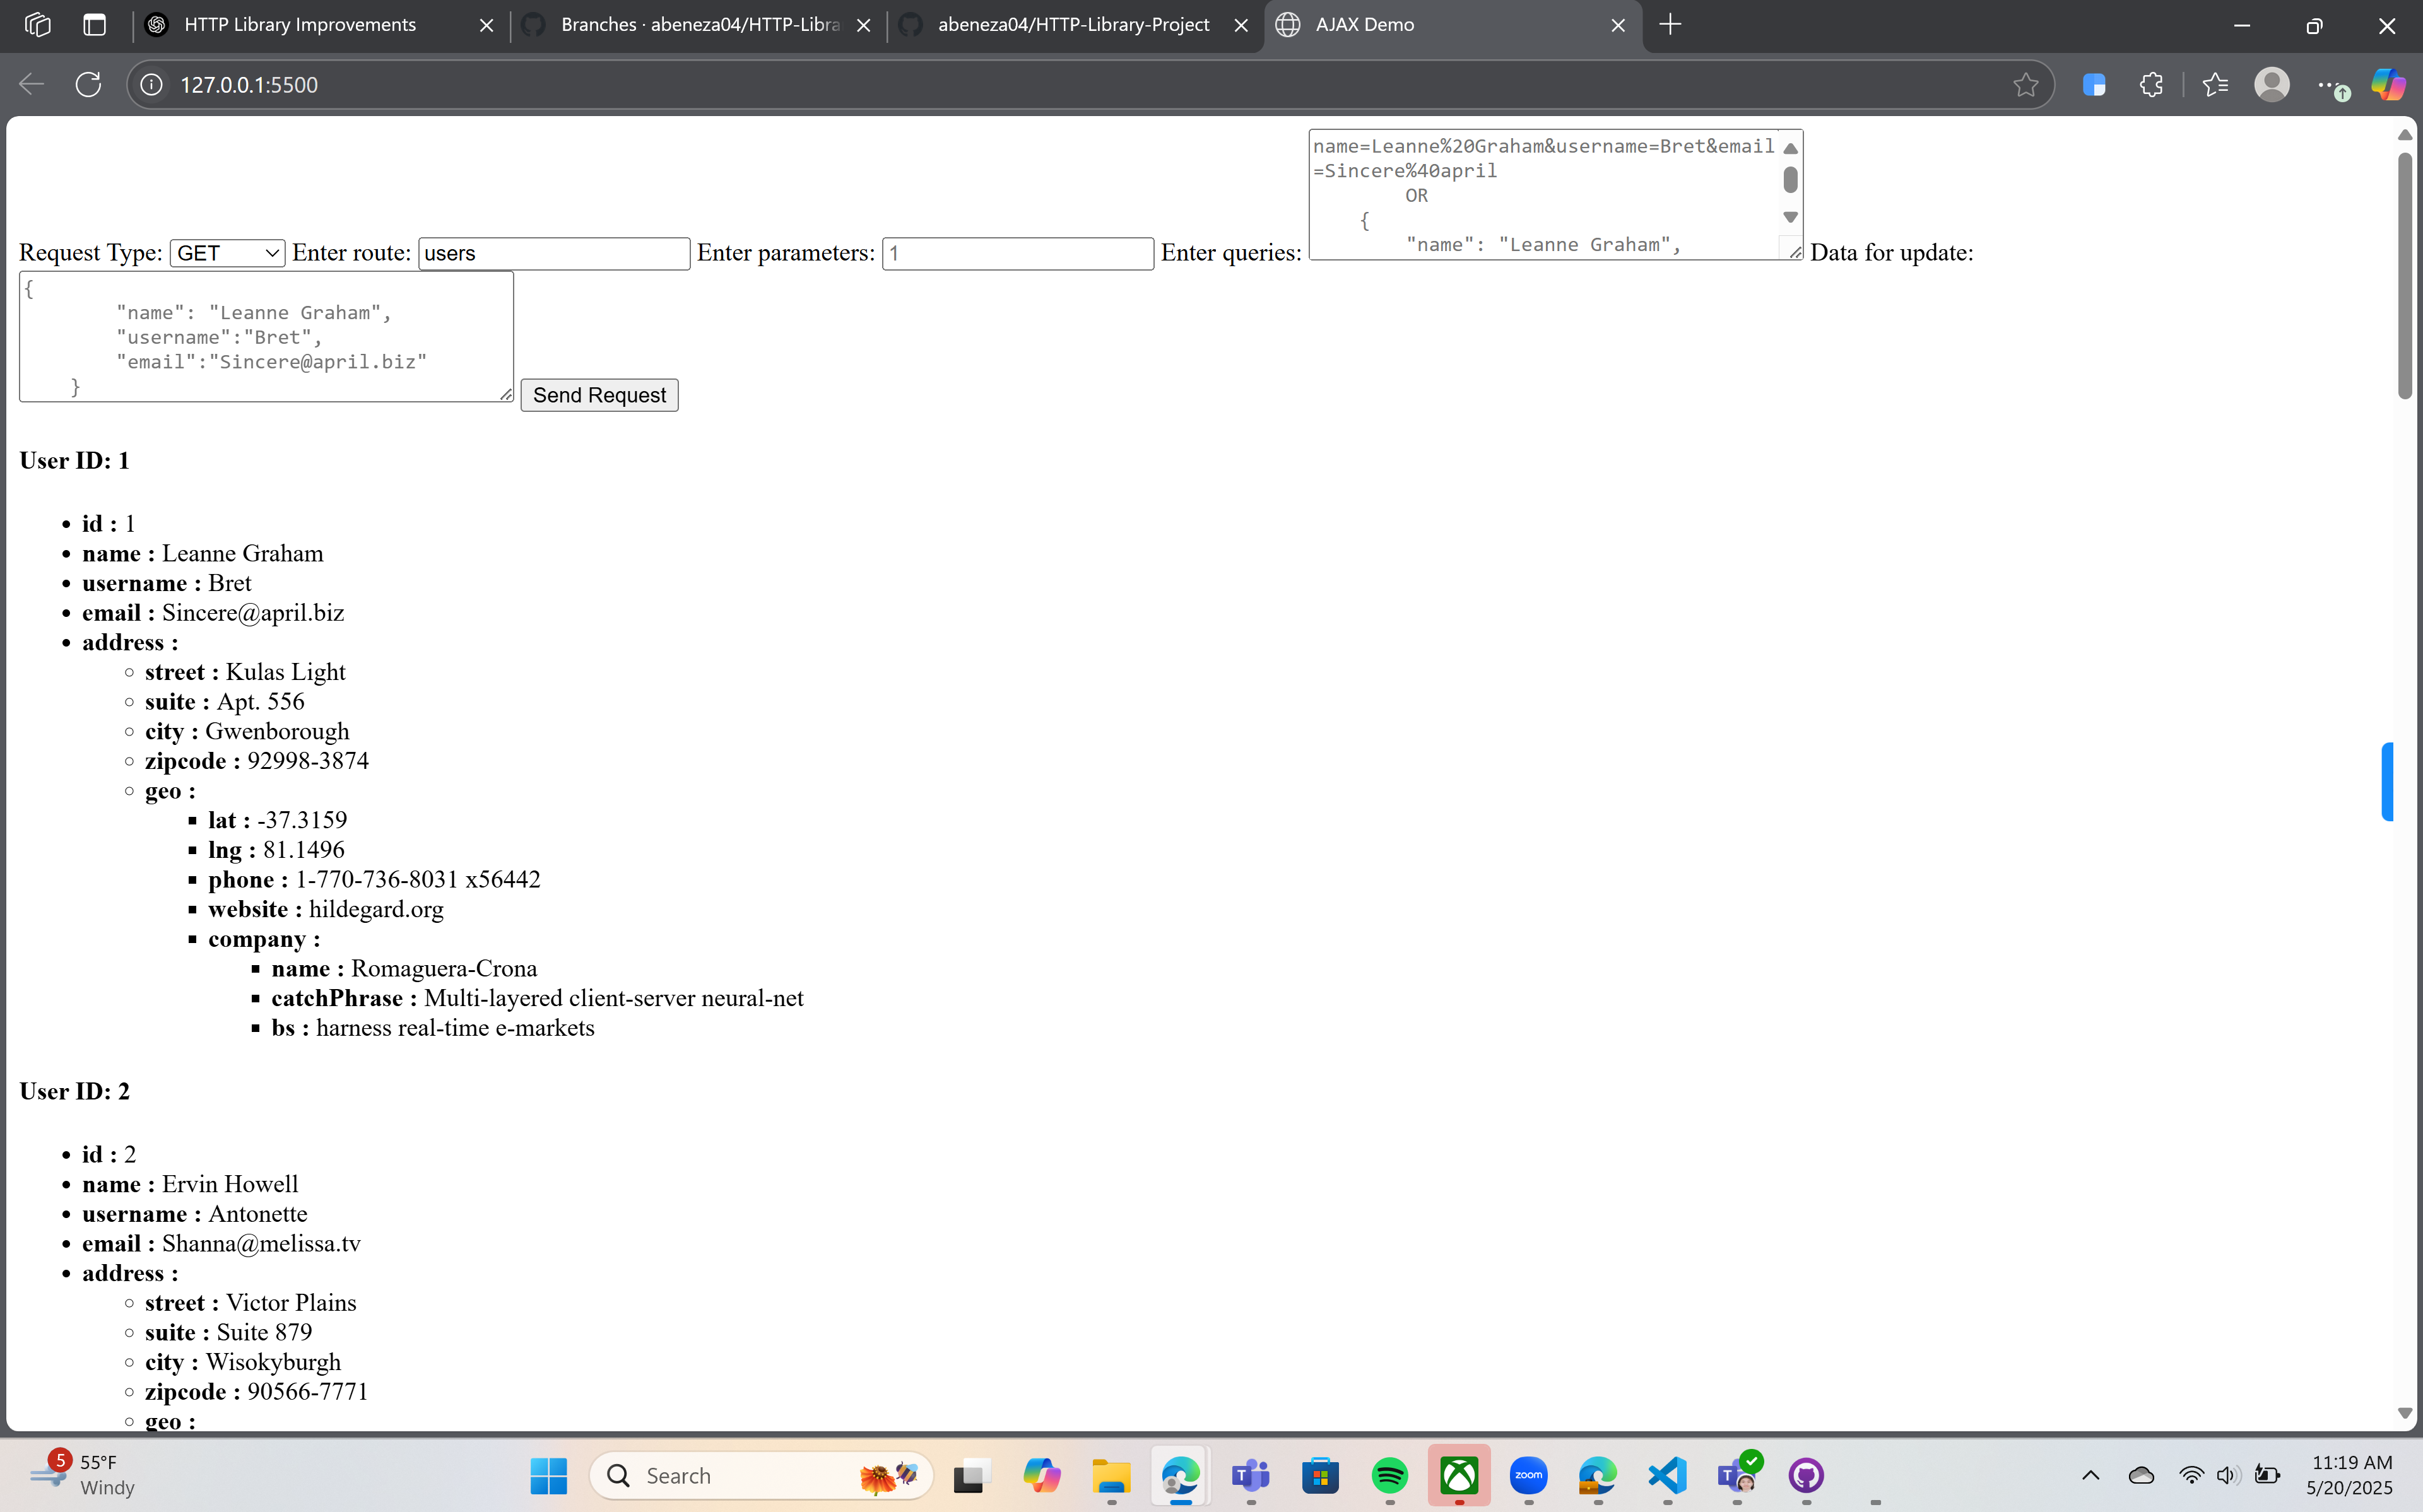 HTTP Library Improvements
Branches · abeneza04/HTTP-Libra
abeneza04/HTTP-Library-Project
AJAX Demo
127.0.0.1:5500
name=Leanne%20Graham&username=Bret&email
=Sincere%40april
OR
{
"name": "Leanne Graham",
Request Type: GET Enter route: users Enter parameters: 1 Enter queries: Data for update:
{
"name": "Leanne Graham",
"username":"Bret",
"email":"Sincere@april.biz"
}
Send Request
User ID: 1
• id : 1
• name : Leanne Graham
• username : Bret
• email : Sincere@april.biz
• address :
○ street : Kulas Light
○ suite : Apt. 556
○ city : Gwenborough
○ zipcode : 92998-3874
○ geo :
▪ lat : -37.3159
▪ lng : 81.1496
▪ phone : 1-770-736-8031 x56442
▪ website : hildegard.org
▪ company :
▪ name : Romaguera-Crona
▪ catchPhrase : Multi-layered client-server neural-net
▪ bs : harness real-time e-markets
User ID: 2
• id : 2
• name : Ervin Howell
• username : Antonette
• email : Shanna@melissa.tv
• address :
○ street : Victor Plains
○ suite : Suite 879
○ city : Wisokyburgh
○ zipcode : 90566-7771
○ geo :
5
55°F
Windy
Search
zoom
11:19 AM
5/20/2025